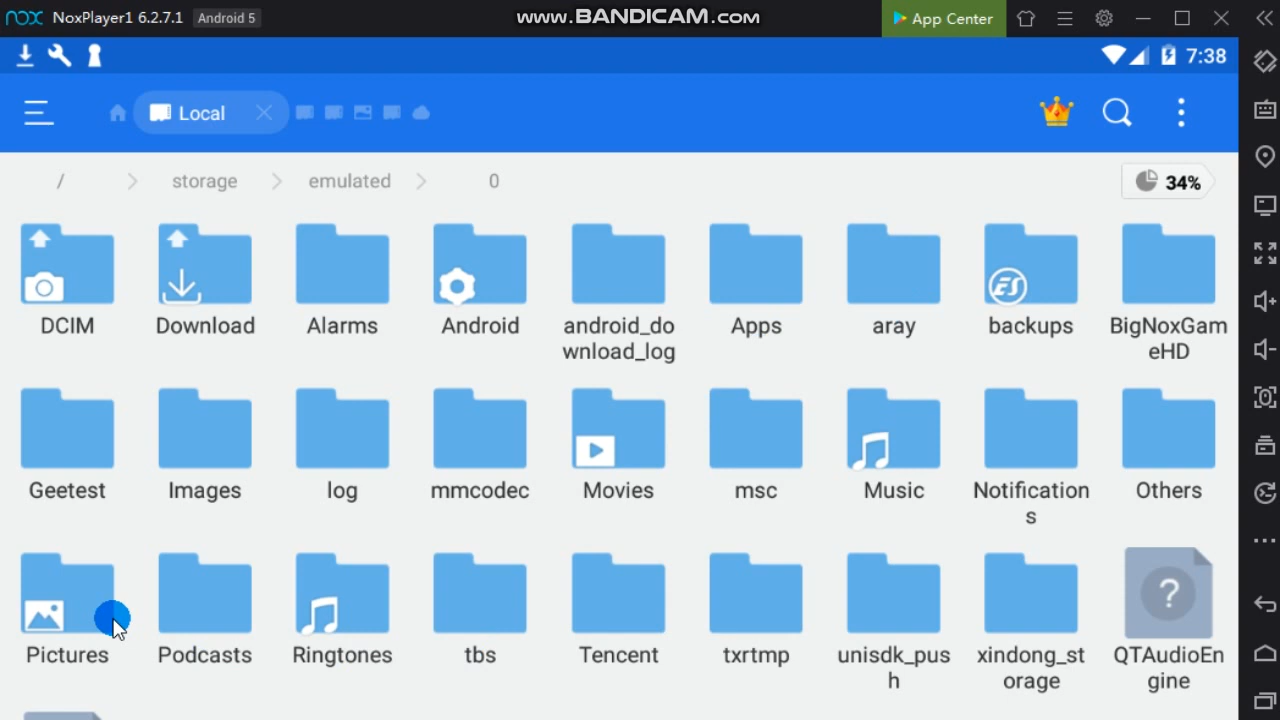 nox NoxPlayer1 6.2.7.1 Android 5 www.BANDICAM.com App Center
7:38
Local
/ storage emulated 0 34%
DCIM Download Alarms Android android_do
wnload_log Apps aray backups BigNoxGam
eHD
Geetest Images log mmcodec Movies msc Music Notification
s Others
Pictures Podcasts Ringtones tbs Tencent txrtmp unisdk_pus
h xindong_st
orage QTAudioEn
gine
ES
?